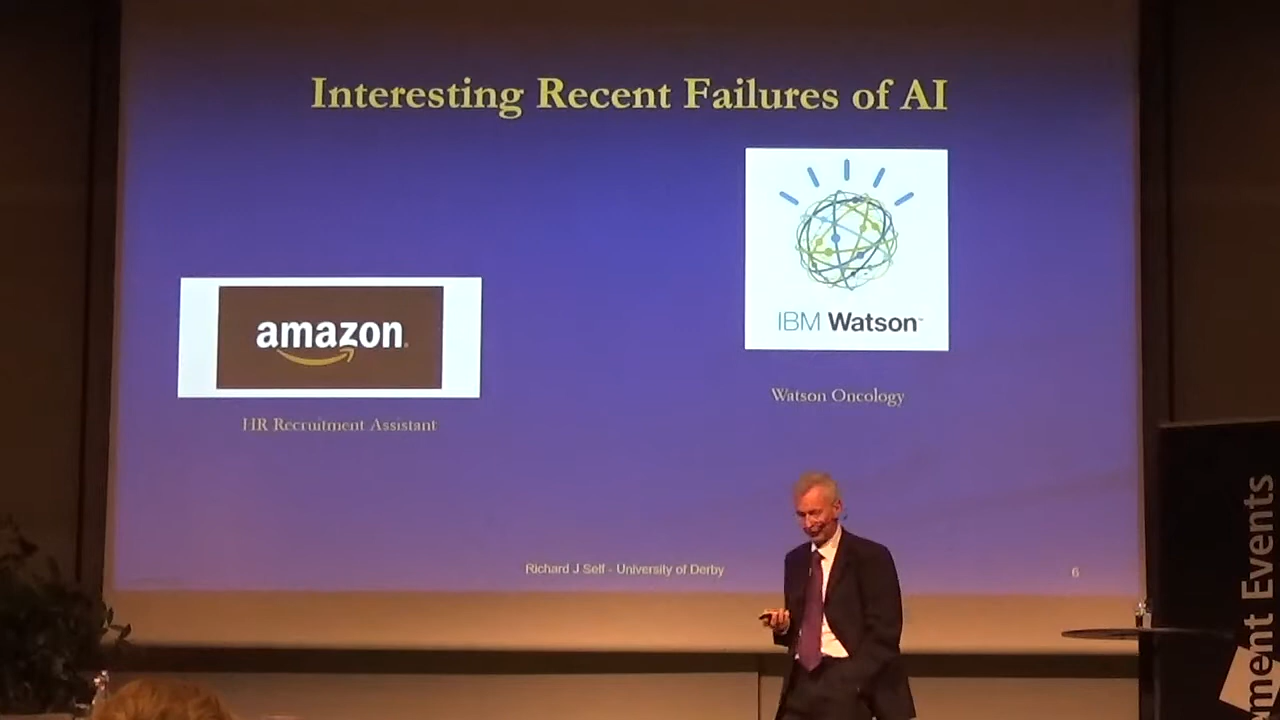 Interesting Recent Failures of AI
IBM Watson™
amazon
Watson Oncology
HR Recruitment Assistant
Richard J Self - University of Derby
6
ment Events